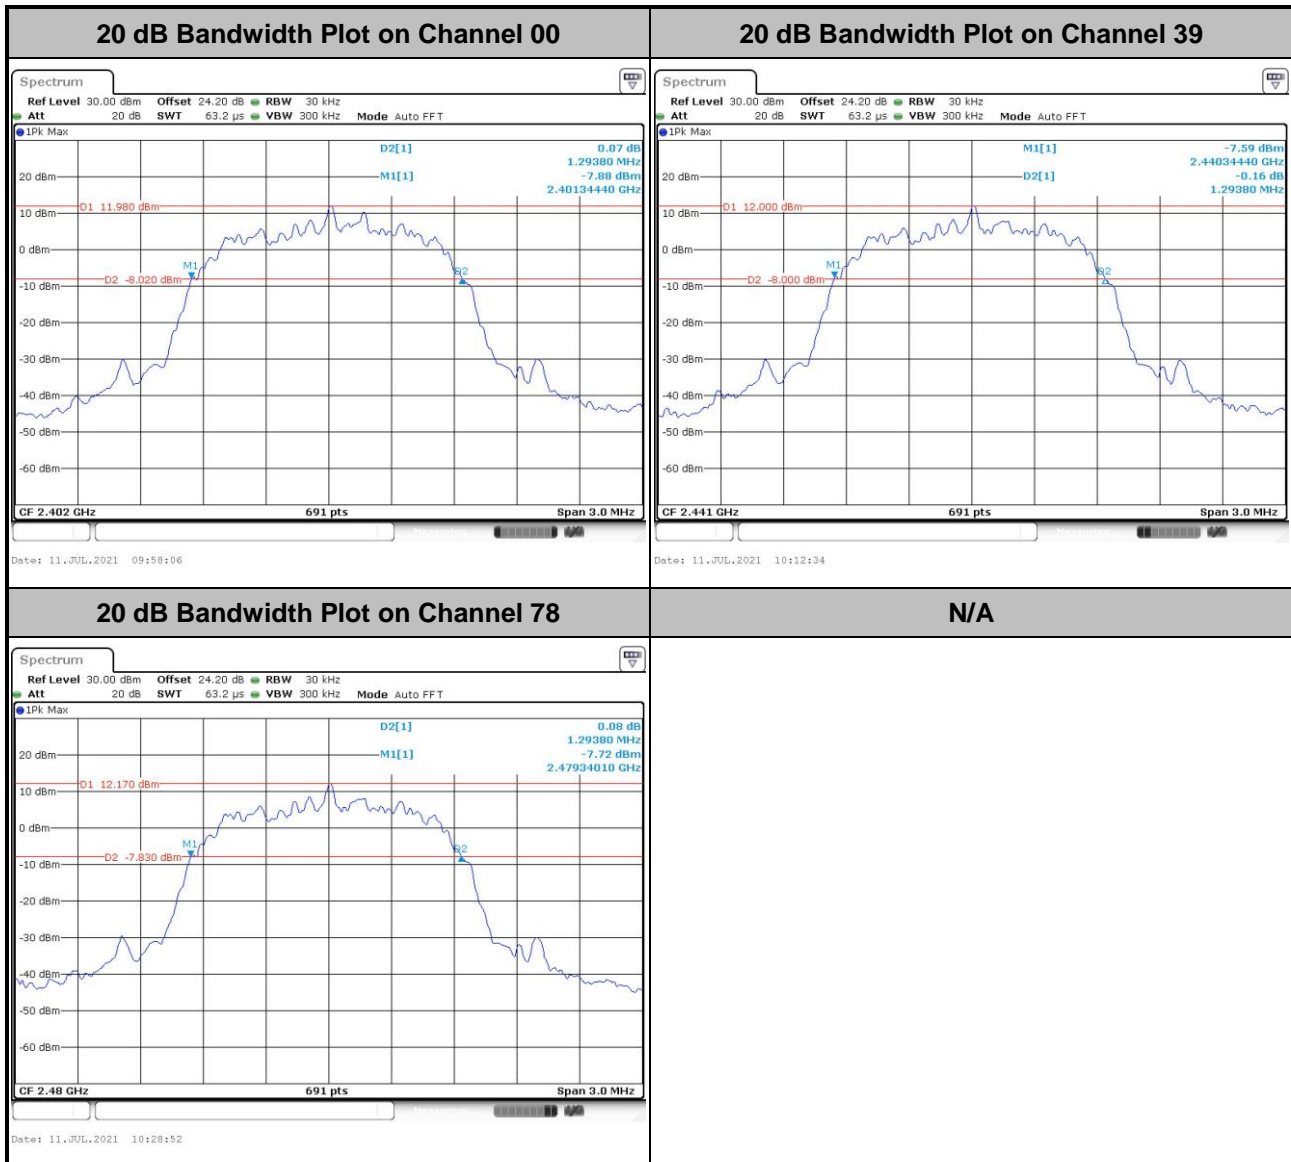 20 dB Bandwidth Plot on Channel 00
Spectrum
Ref Level 30.00 dBm Offset 24.20 dB RBW 30 kHz
Att 20 dB SWT 63.2 µs VBW 300 kHz Mode Auto FFT
1Pk Max
D2[1] 0.07 dB
1.29380 MHz
M1[1] -7.88 dBm
2.40134440 GHz
20 dBm
D1 11.980 dBm
10 dBm
0 dBm
M1
D2
D2 -8.020 dBm
-10 dBm
-20 dBm
-30 dBm
-40 dBm
-50 dBm
-60 dBm
CF 2.402 GHz 691 pts Span 3.0 MHz
Date: 11.JUL.2021 09:58:06
20 dB Bandwidth Plot on Channel 39
Spectrum
Ref Level 30.00 dBm Offset 24.20 dB RBW 30 kHz
Att 20 dB SWT 63.2 µs VBW 300 kHz Mode Auto FFT
1Pk Max
M1[1] -7.59 dBm
2.44034440 GHz
D2[1] -0.16 dB
1.29380 MHz
20 dBm
D1 12.000 dBm
10 dBm
0 dBm
M1
D2
D2 -8.000 dBm
-10 dBm
-20 dBm
-30 dBm
-40 dBm
-50 dBm
-60 dBm
CF 2.441 GHz 691 pts Span 3.0 MHz
Date: 11.JUL.2021 10:12:34
20 dB Bandwidth Plot on Channel 78
Spectrum
Ref Level 30.00 dBm Offset 24.20 dB RBW 30 kHz
Att 20 dB SWT 63.2 µs VBW 300 kHz Mode Auto FFT
1Pk Max
D2[1] 0.08 dB
1.29380 MHz
M1[1] -7.72 dBm
2.47934010 GHz
20 dBm
D1 12.170 dBm
10 dBm
0 dBm
M1
D2
D2 -7.830 dBm
-10 dBm
-20 dBm
-30 dBm
-40 dBm
-50 dBm
-60 dBm
CF 2.48 GHz 691 pts Span 3.0 MHz
Date: 11.JUL.2021 10:28:52
N/A